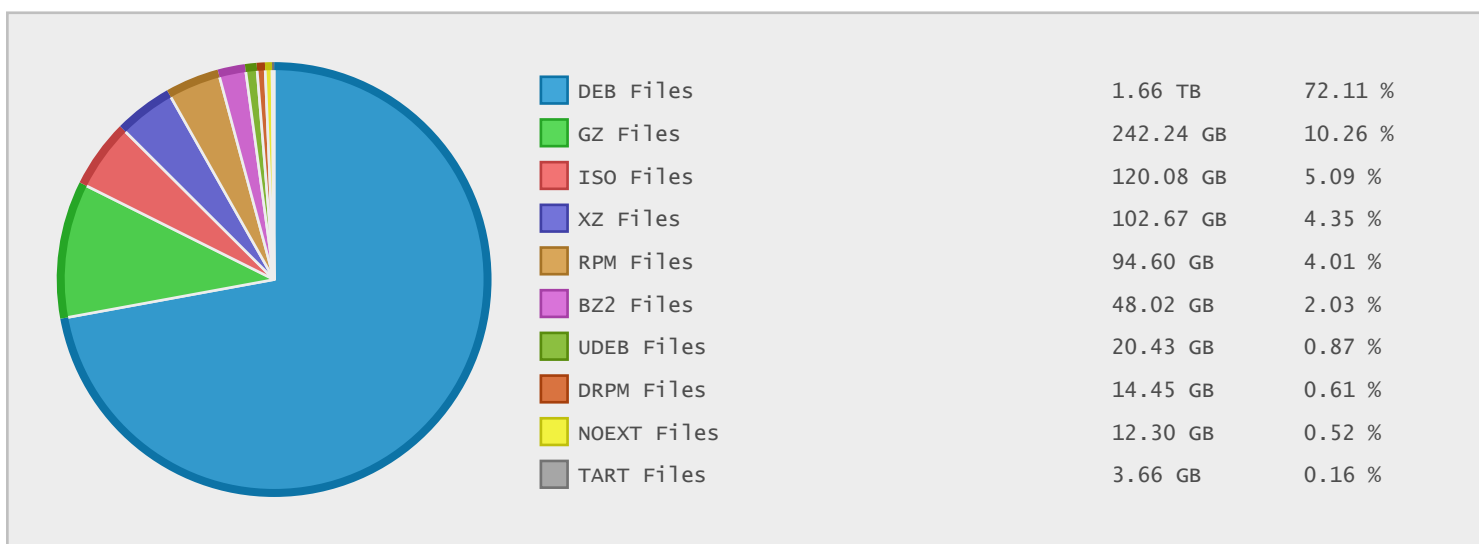 DEB Files 1.66 TB 72.11 %
GZ Files 242.24 GB 10.26 %
ISO Files 120.08 GB 5.09 %
XZ Files 102.67 GB 4.35 %
RPM Files 94.60 GB 4.01 %
BZ2 Files 48.02 GB 2.03 %
UDEB Files 20.43 GB 0.87 %
DRPM Files 14.45 GB 0.61 %
NOEXT Files 12.30 GB 0.52 %
TART Files 3.66 GB 0.16 %